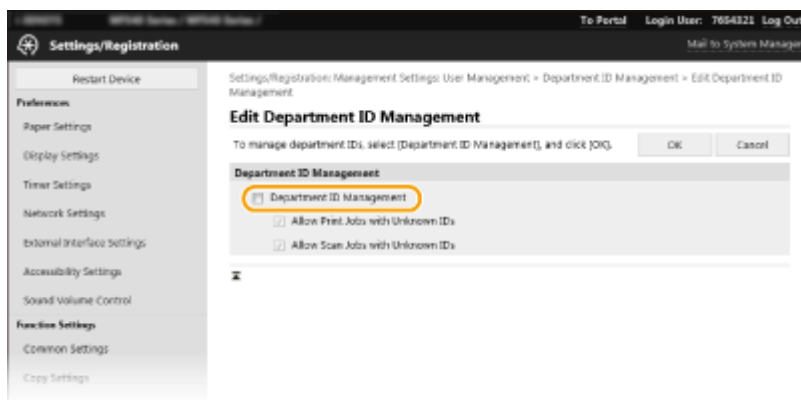 To Portal Login User: 7654321 Log Out
Settings/Registration
Mail to System Manager
Restart Device
Preferences
Paper Settings
Display Settings
Timer Settings
Network Settings
External Interface Settings
Accessibility Settings
Sound Volume Control
Function Settings
Common Settings
Copy Settings
Settings/Registration: Management Settings: User Management > Department ID Management > Edit Department ID
Management
Edit Department ID Management
To manage department IDs, select [Department ID Management], and click [OK].
OK
Cancel
Department ID Management
Department ID Management
Allow Print Jobs with Unknown IDs
Allow Scan Jobs with Unknown IDs